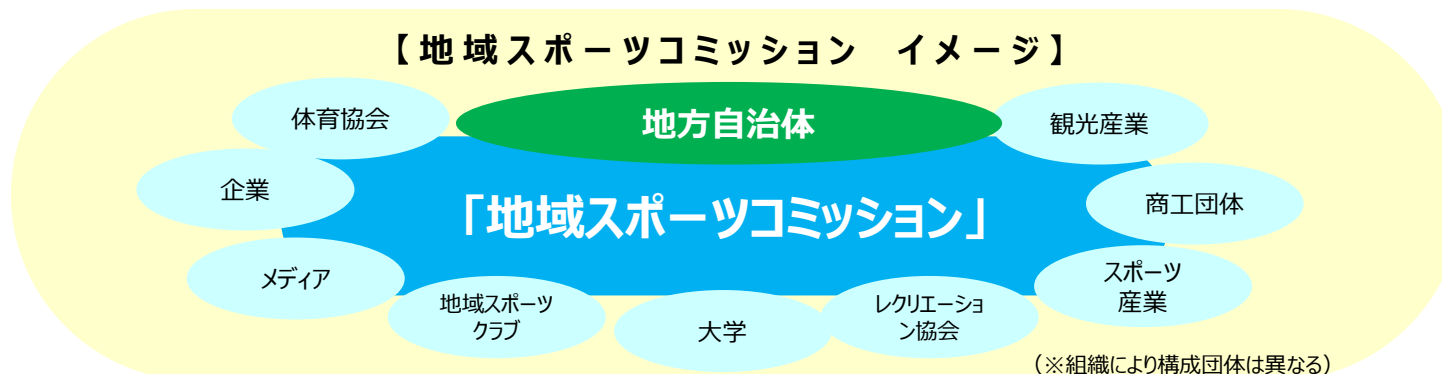 【地域スポーツコミッション　イメージ】
地方自治体
体育協会
観光産業
企業
「地域スポーツコミッション」
商工団体
メディア
地域スポーツ
クラブ
大学
レクリエーショ
ン協会
スポーツ
産業
（※組織により構成団体は異なる）